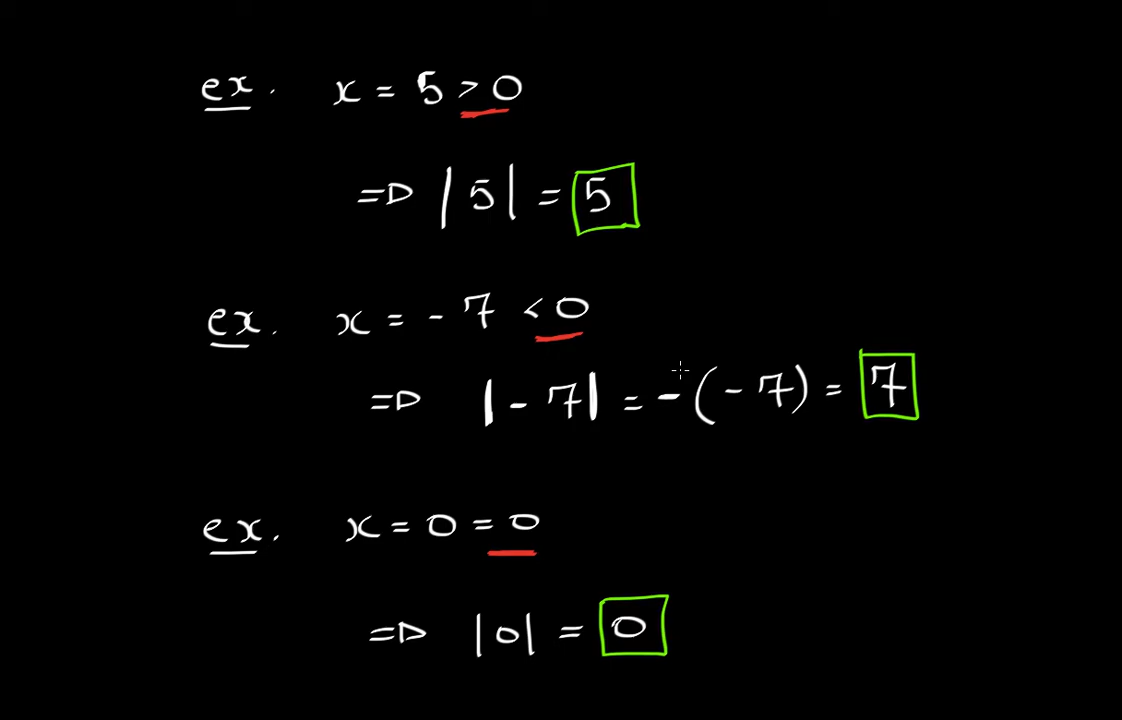 ex. x = 5 > 0
=> |5| = 5
ex. x = -7 < 0
=> |-7| = -(-7) = 7
ex. x = 0 = 0
=> |0| = 0